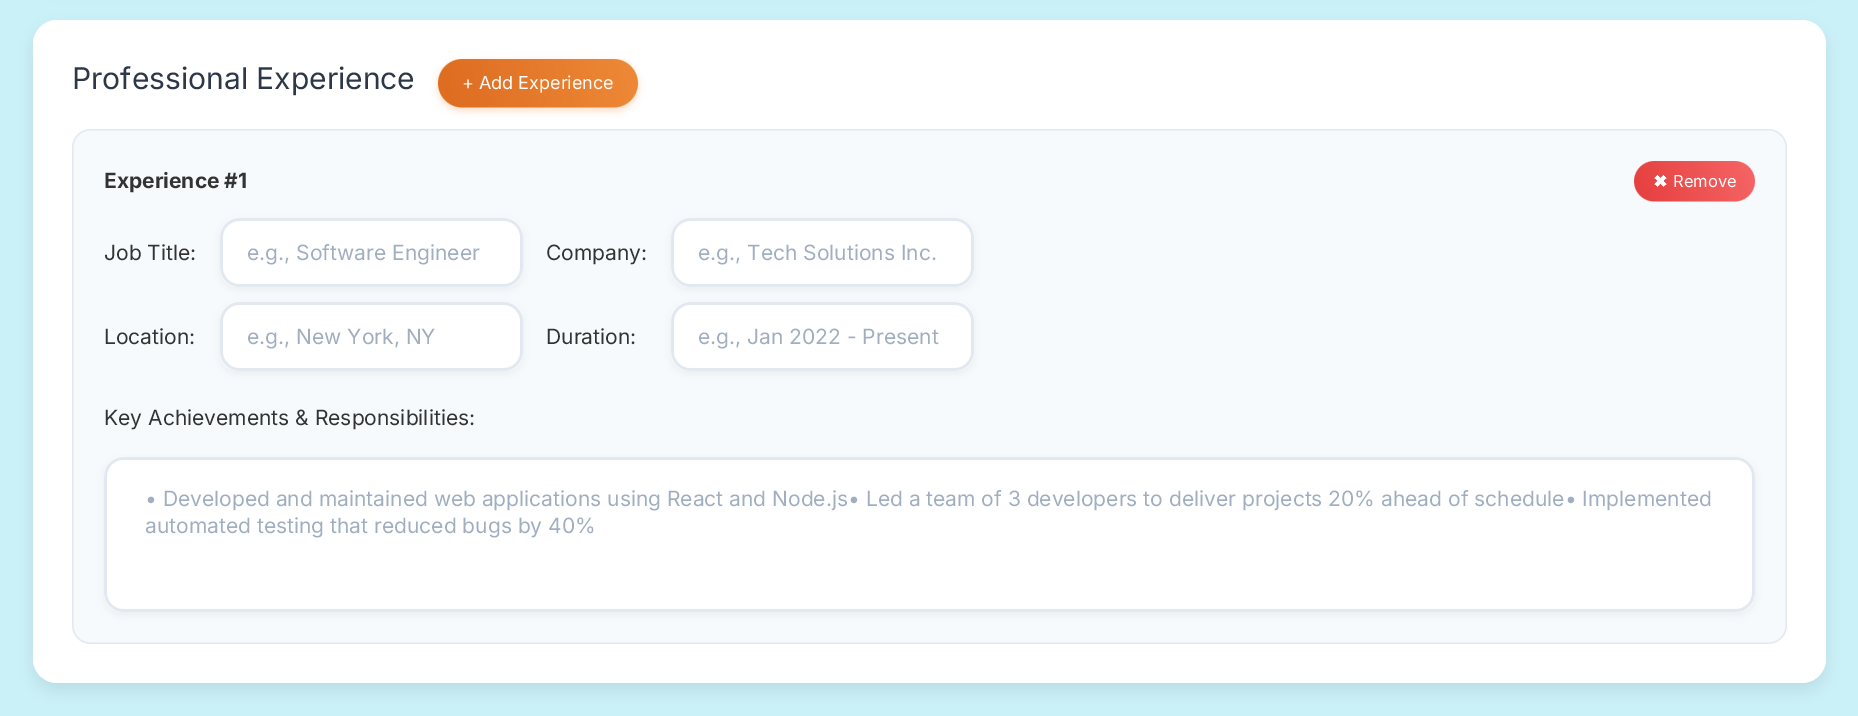 Professional Experience
+ Add Experience
Experience #1
✖ Remove
Job Title:
e.g., Software Engineer
Company:
e.g., Tech Solutions Inc.
Location:
e.g., New York, NY
Duration:
e.g., Jan 2022 - Present
Key Achievements & Responsibilities:
• Developed and maintained web applications using React and Node.js• Led a team of 3 developers to deliver projects 20% ahead of schedule• Implemented
automated testing that reduced bugs by 40%